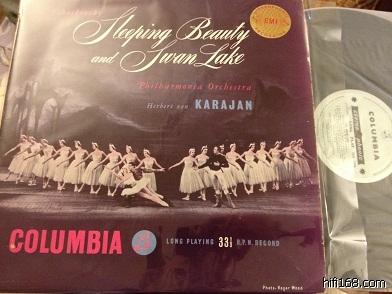 Sleeping Beauty
and Swan Lake
EMI
Philharmonia Orchestra
Herbert von KARAJAN
COLUMBIA
LONG PLAYING 33⅓ R.P.M. RECORD
Photo. Roger Wood
COLUMBIA
hifi168.com